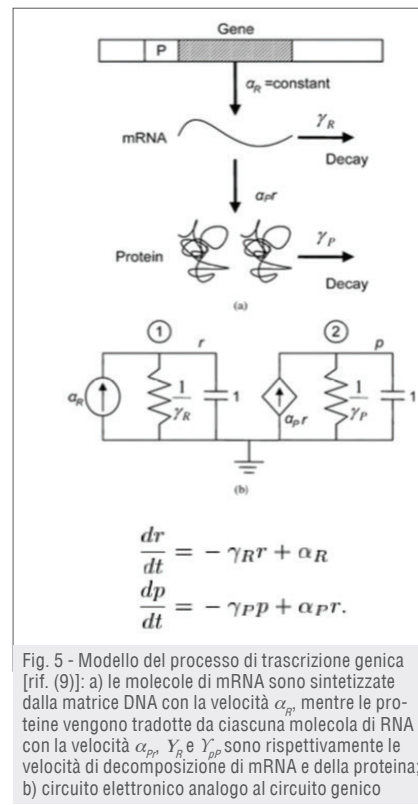 Gene
P
α_R =constant
mRNA
γ_R
Decay
α_P r
Protein
γ_P
Decay
(a)
1
r
2
p
α_R
1/γ_R
1
α_P r
1/γ_P
1
(b)
dr/dt = − γ_R r + α_R
dp/dt = − γ_P p + α_P r.
Fig. 5 - Modello del processo di trascrizione genica
[rif. (9)]: a) le molecole di mRNA sono sintetizzate
dalla matrice DNA con la velocità α_R, mentre le pro-
teine vengono tradotte da ciascuna molecola di RNA
con la velocità α_Pr, Y_R e Y_pP sono rispettivamente le
velocità di decomposizione di mRNA e della proteina;
b) circuito elettronico analogo al circuito genico